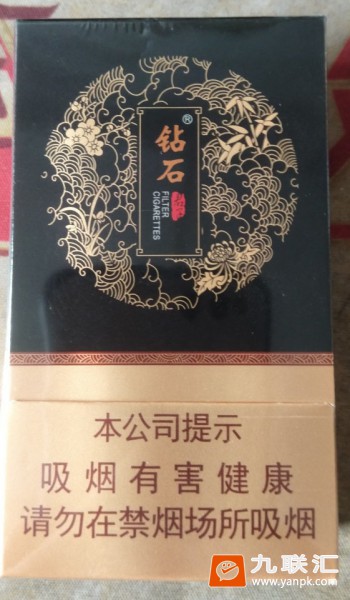 钻石®
FILTER
CIGARETTES
本公司提示
吸烟有害健康
请勿在禁烟场所吸烟
九联汇
www.yanpk.com